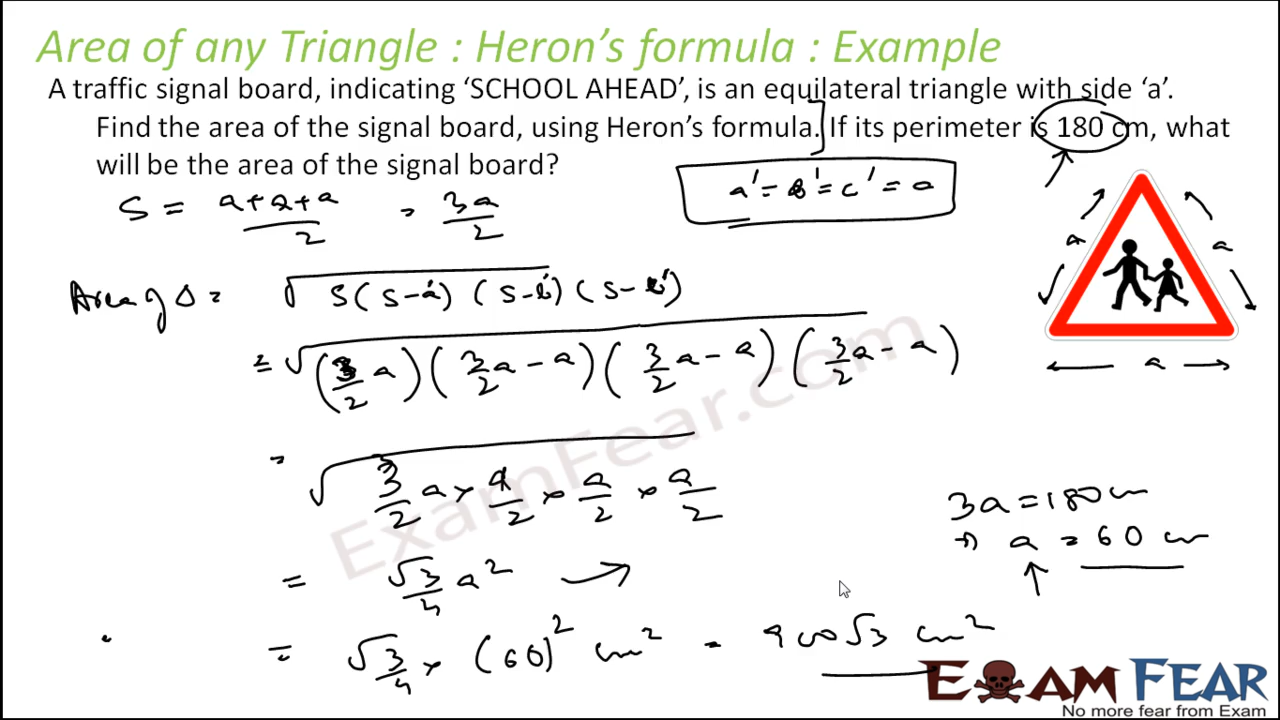 Area of any Triangle : Heron's formula : Example
A traffic signal board, indicating 'SCHOOL AHEAD', is an equilateral triangle with side 'a'.
Find the area of the signal board, using Heron's formula. If its perimeter is 180 cm, what
will be the area of the signal board?
a' = b' = c' = a
S = a+a+a/2 = 3a/2
a
a
Area of Δ = √S(S-a')(S-b')(S-c')
= √(3/2 a)(3/2 a - a)(3/2 a - a)(3/2 a - a)
a
= √3/2 a × a/2 × a/2 × a/2
3a = 180 cm
⇒ a = 60 cm
= √3/4 a²
= √3/4 × (60)² cm² = 900√3 cm²
ExamFear.com
EXAM FEAR
No more fear from Exam